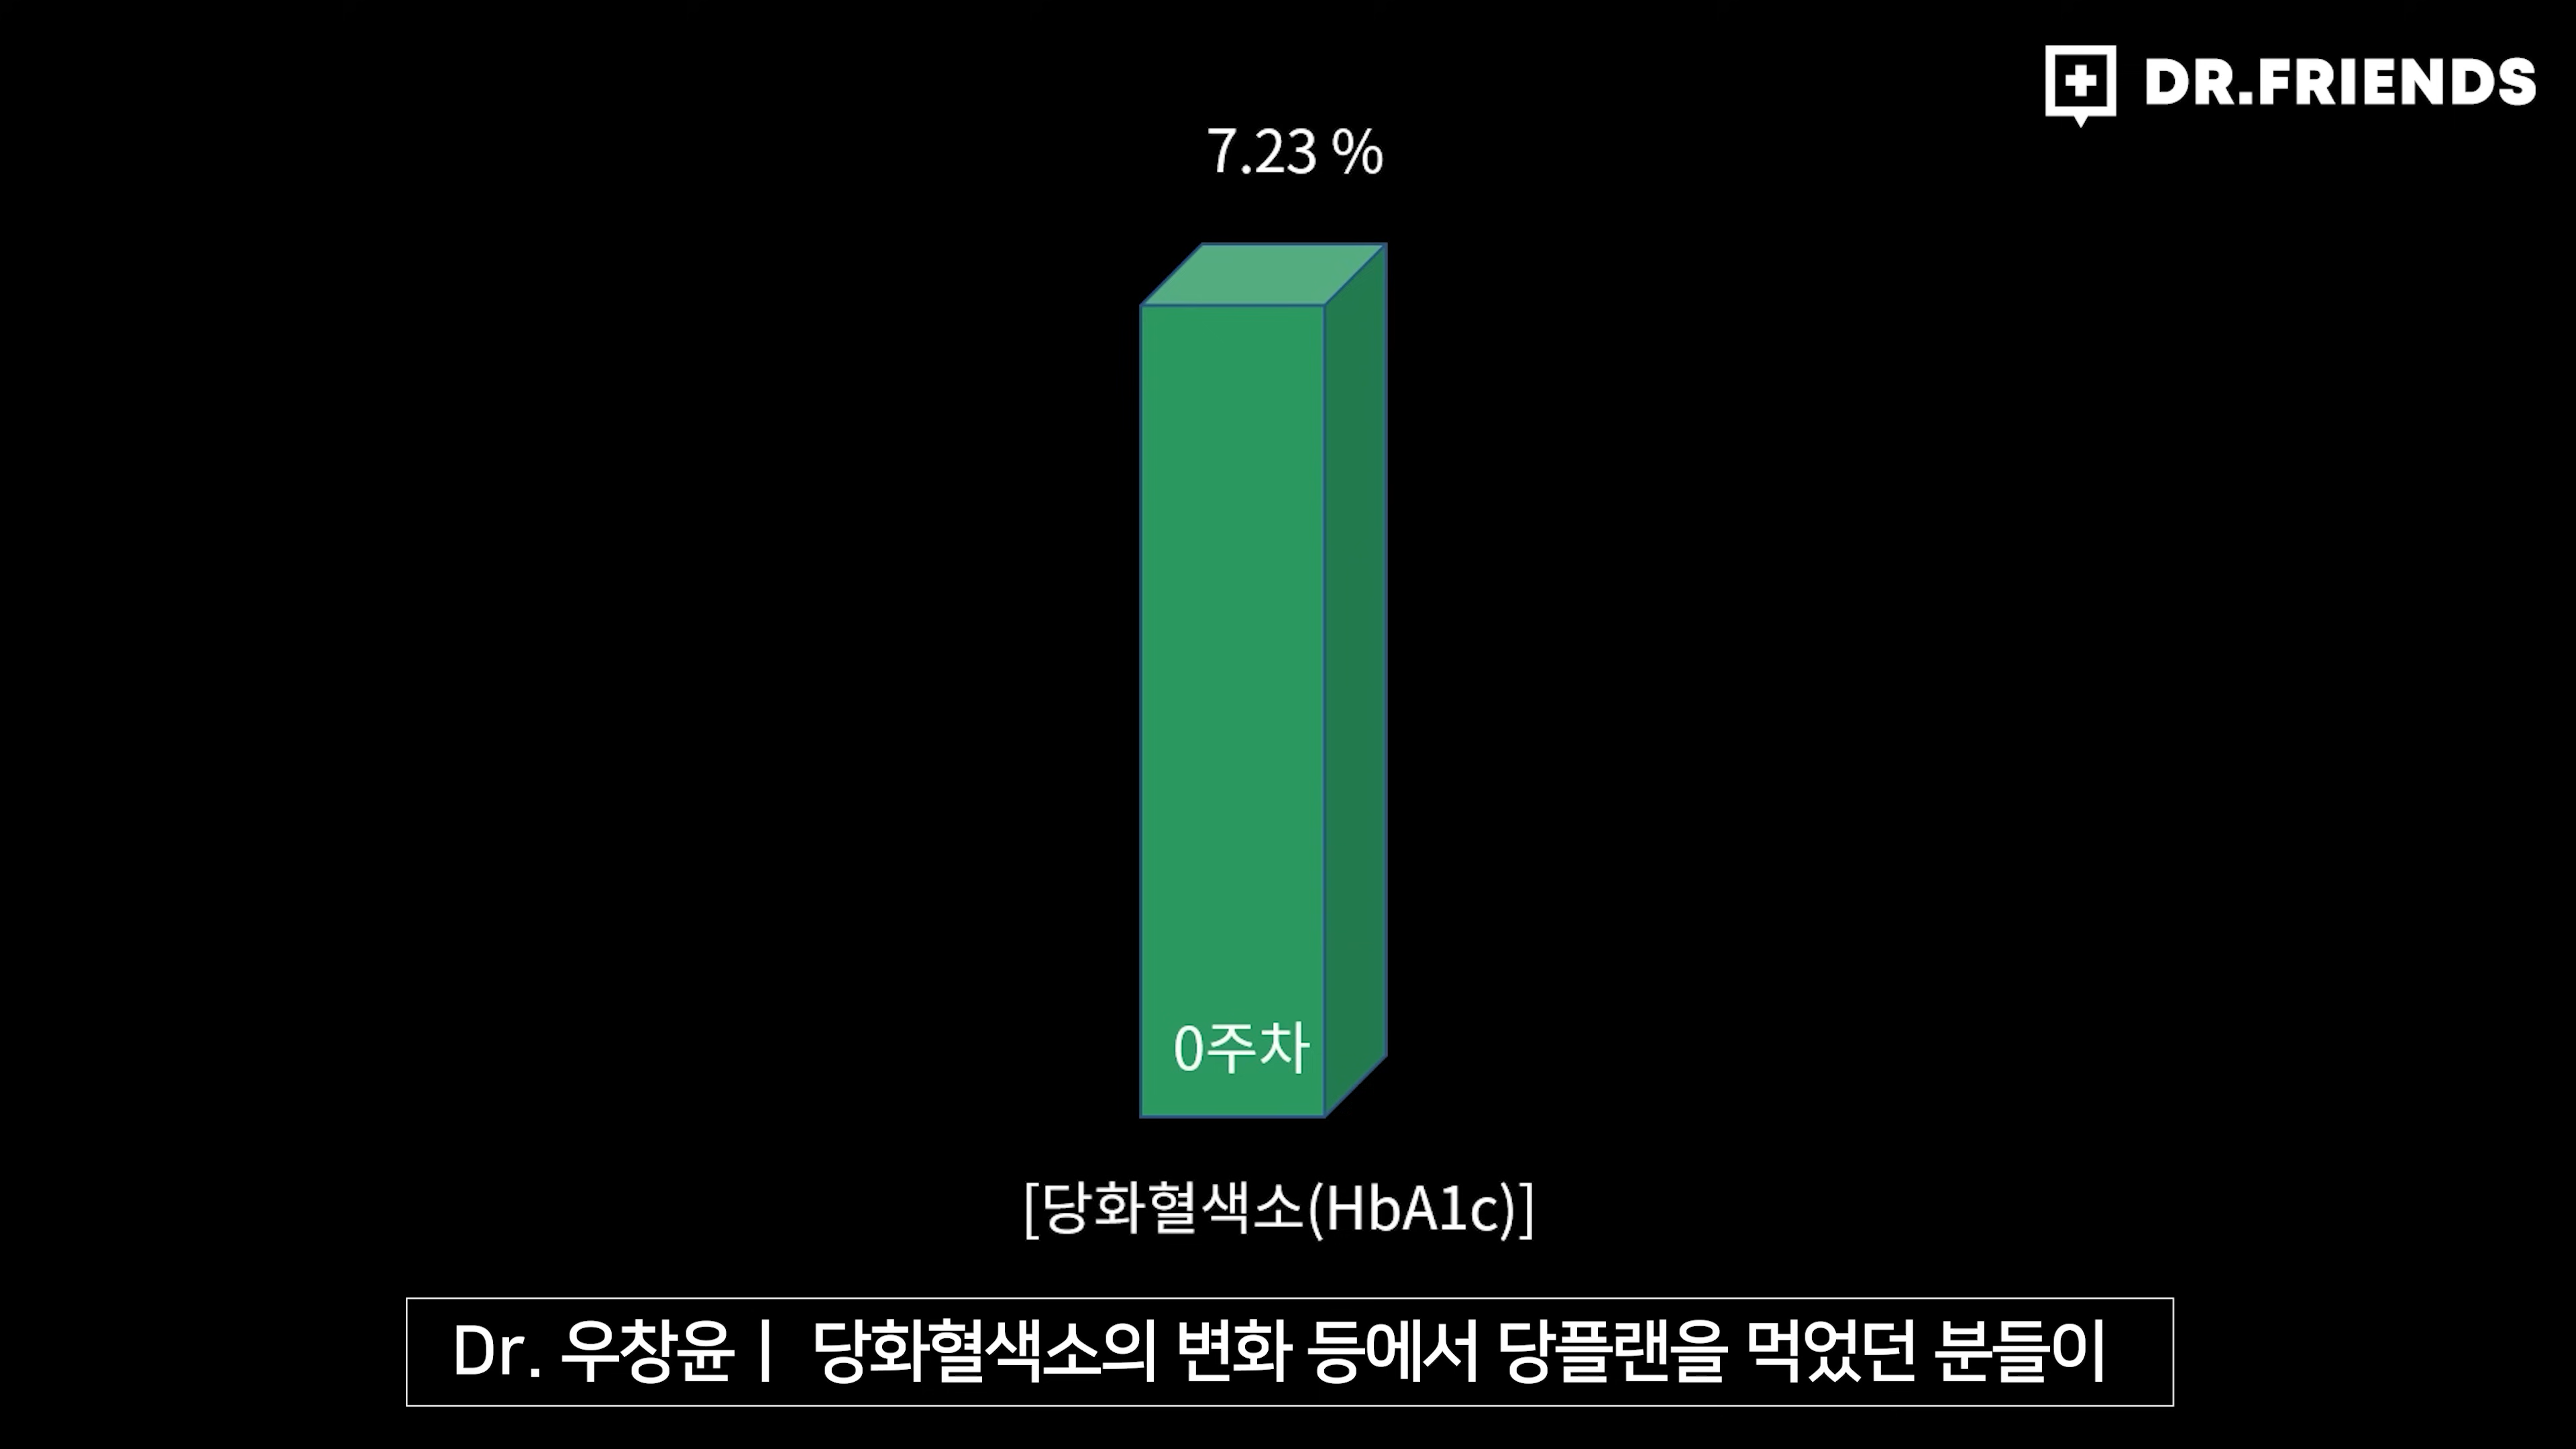 DR.FRIENDS
7.23 %
0주차
[당화혈색소(HbA1c)]
Dr. 우창윤ㅣ 당화혈색소의 변화 등에서 당플랜을 먹었던 분들이